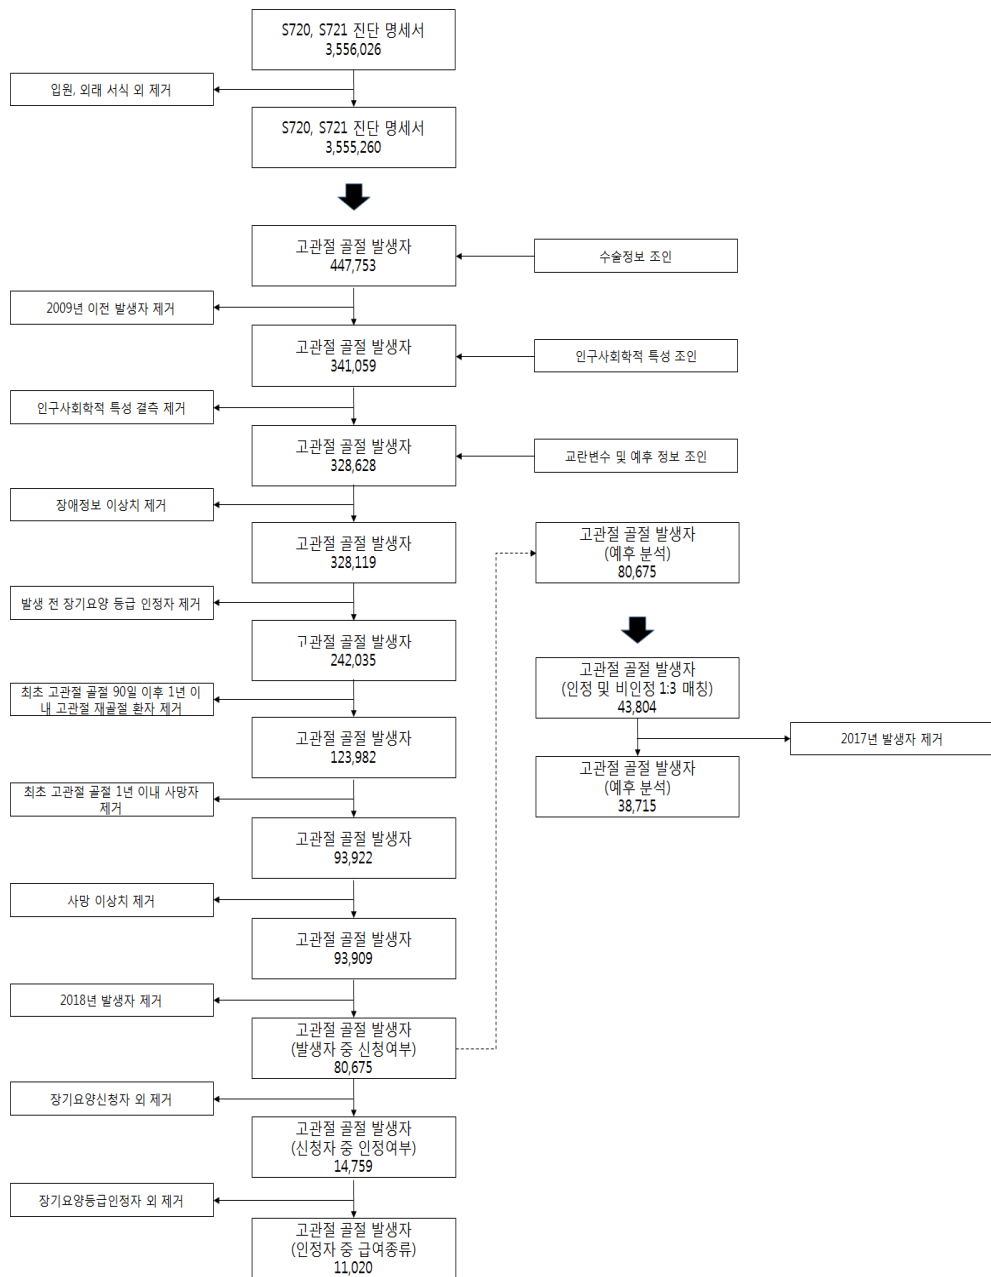 S720, S721 진단 명세서
3,556,026
입원, 외래 서식 외 제거
S720, S721 진단 명세서
3,555,260
고관절 골절 발생자
447,753
수술정보 조인
2009년 이전 발생자 제거
고관절 골절 발생자
341,059
인구사회학적 특성 조인
인구사회학적 특성 결측 제거
고관절 골절 발생자
328,628
교란변수 및 예후 정보 조인
장애정보 이상치 제거
고관절 골절 발생자
328,119
발생 전 장기요양 등급 인정자 제거
고관절 골절 발생자
242,035
최초 고관절 골절 90일 이후 1년 이
내 고관절 재골절 환자 제거
고관절 골절 발생자
123,982
최초 고관절 골절 1년 이내 사망자
제거
고관절 골절 발생자
93,922
사망 이상치 제거
고관절 골절 발생자
93,909
2018년 발생자 제거
고관절 골절 발생자
(발생자 중 신청여부)
80,675
장기요양신청자 외 제거
고관절 골절 발생자
(신청자 중 인정여부)
14,759
장기요양등급인정자 외 제거
고관절 골절 발생자
(인정자 중 급여종류)
11,020
고관절 골절 발생자
(예후 분석)
80,675
고관절 골절 발생자
(인정 및 비인정 1:3 매칭)
43,804
2017년 발생자 제거
고관절 골절 발생자
(예후 분석)
38,715